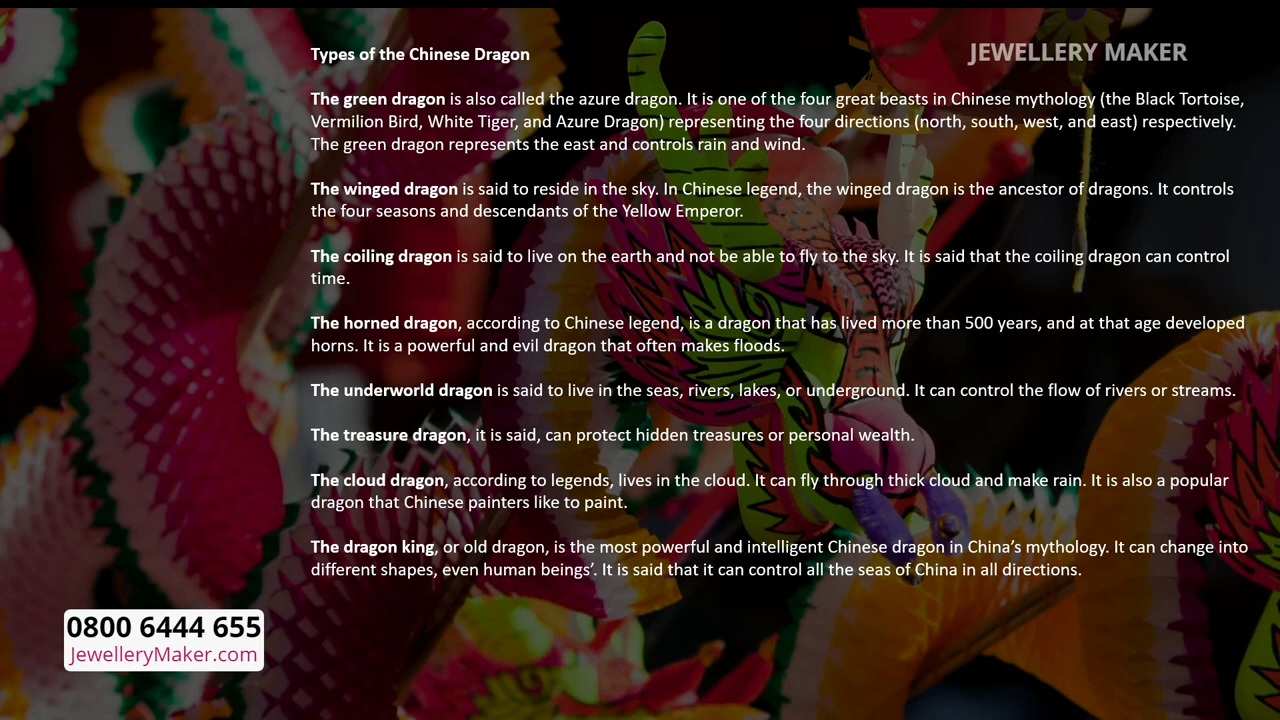 Types of the Chinese Dragon
JEWELLERY MAKER
The green dragon is also called the azure dragon. It is one of the four great beasts in Chinese mythology (the Black Tortoise,
Vermilion Bird, White Tiger, and Azure Dragon) representing the four directions (north, south, west, and east) respectively.
The green dragon represents the east and controls rain and wind.
The winged dragon is said to reside in the sky. In Chinese legend, the winged dragon is the ancestor of dragons. It controls
the four seasons and descendants of the Yellow Emperor.
The coiling dragon is said to live on the earth and not be able to fly to the sky. It is said that the coiling dragon can control
time.
The horned dragon, according to Chinese legend, is a dragon that has lived more than 500 years, and at that age developed
horns. It is a powerful and evil dragon that often makes floods.
The underworld dragon is said to live in the seas, rivers, lakes, or underground. It can control the flow of rivers or streams.
The treasure dragon, it is said, can protect hidden treasures or personal wealth.
The cloud dragon, according to legends, lives in the cloud. It can fly through thick cloud and make rain. It is also a popular
dragon that Chinese painters like to paint.
The dragon king, or old dragon, is the most powerful and intelligent Chinese dragon in China’s mythology. It can change into
different shapes, even human beings’. It is said that it can control all the seas of China in all directions.
0800 6444 655
JewelleryMaker.com